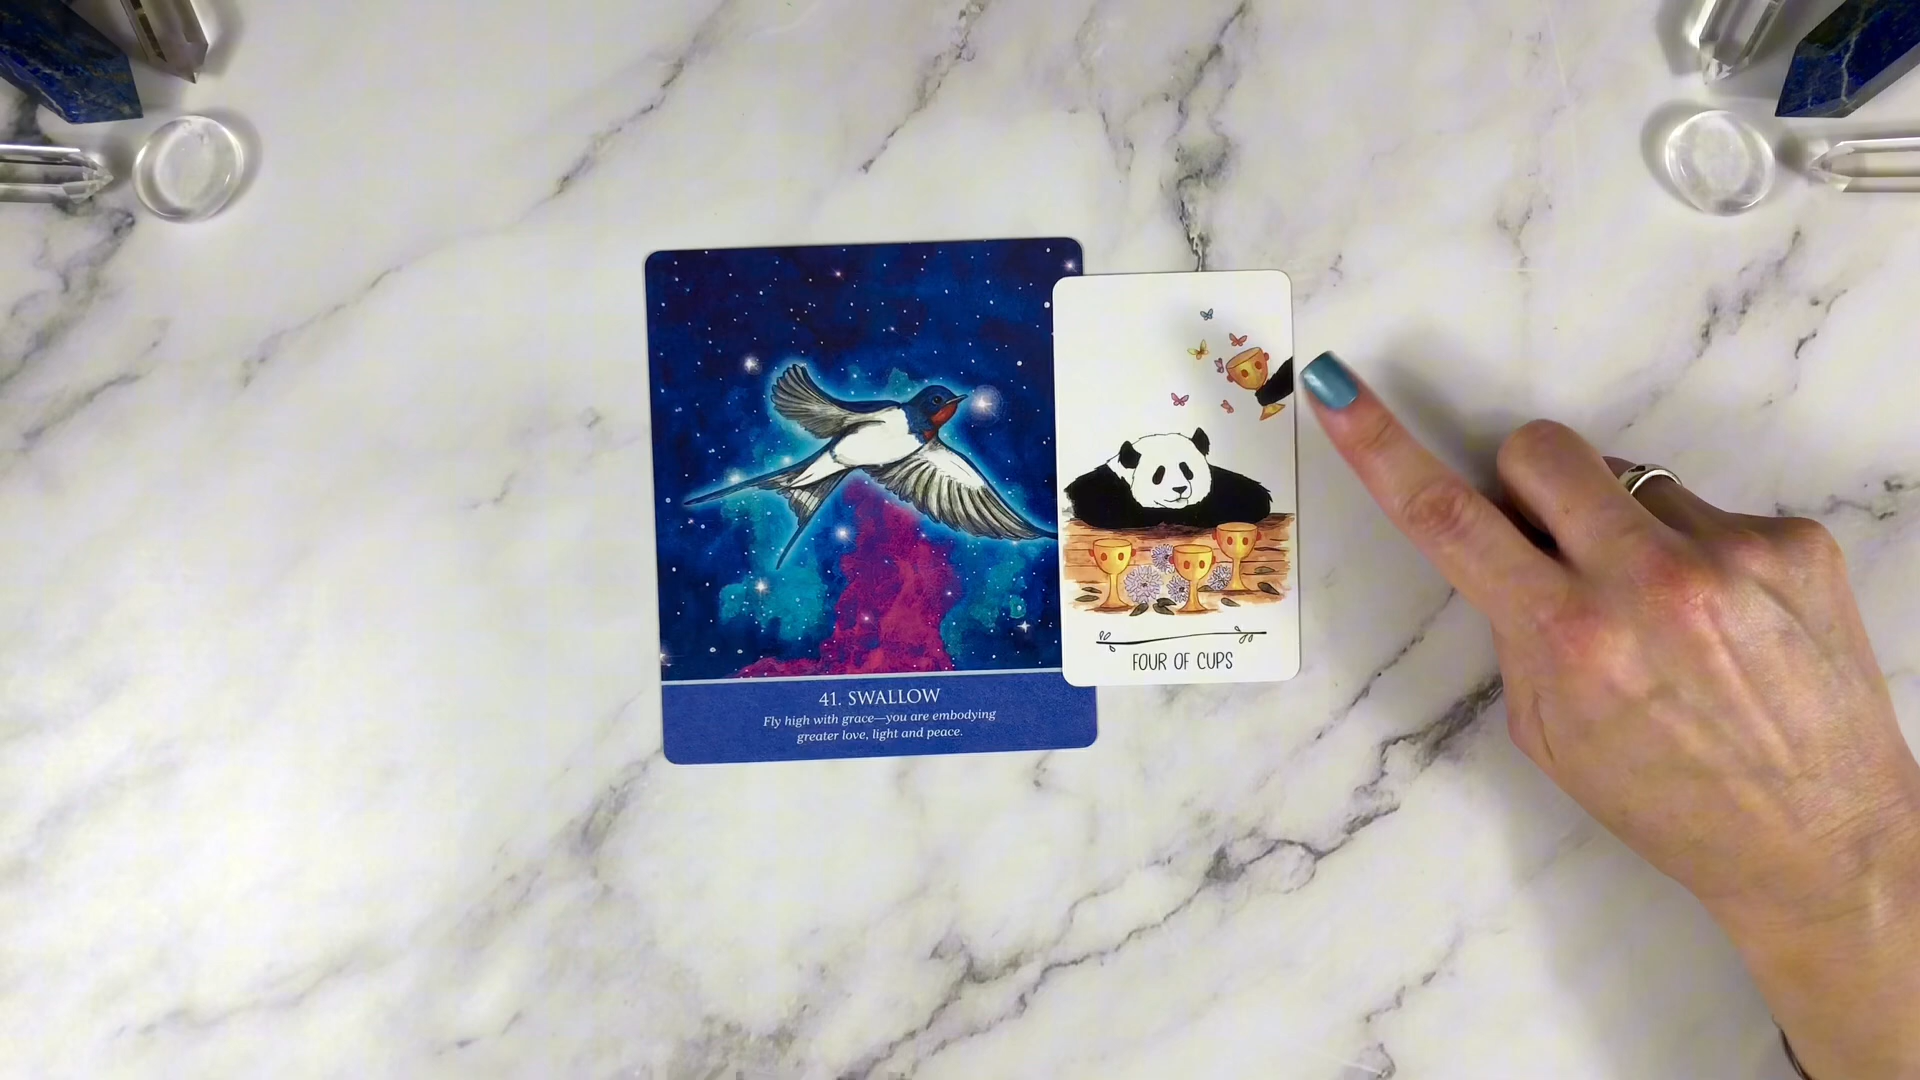 41. SWALLOW
Fly high with grace—you are embodying
greater love, light and peace.
FOUR OF CUPS